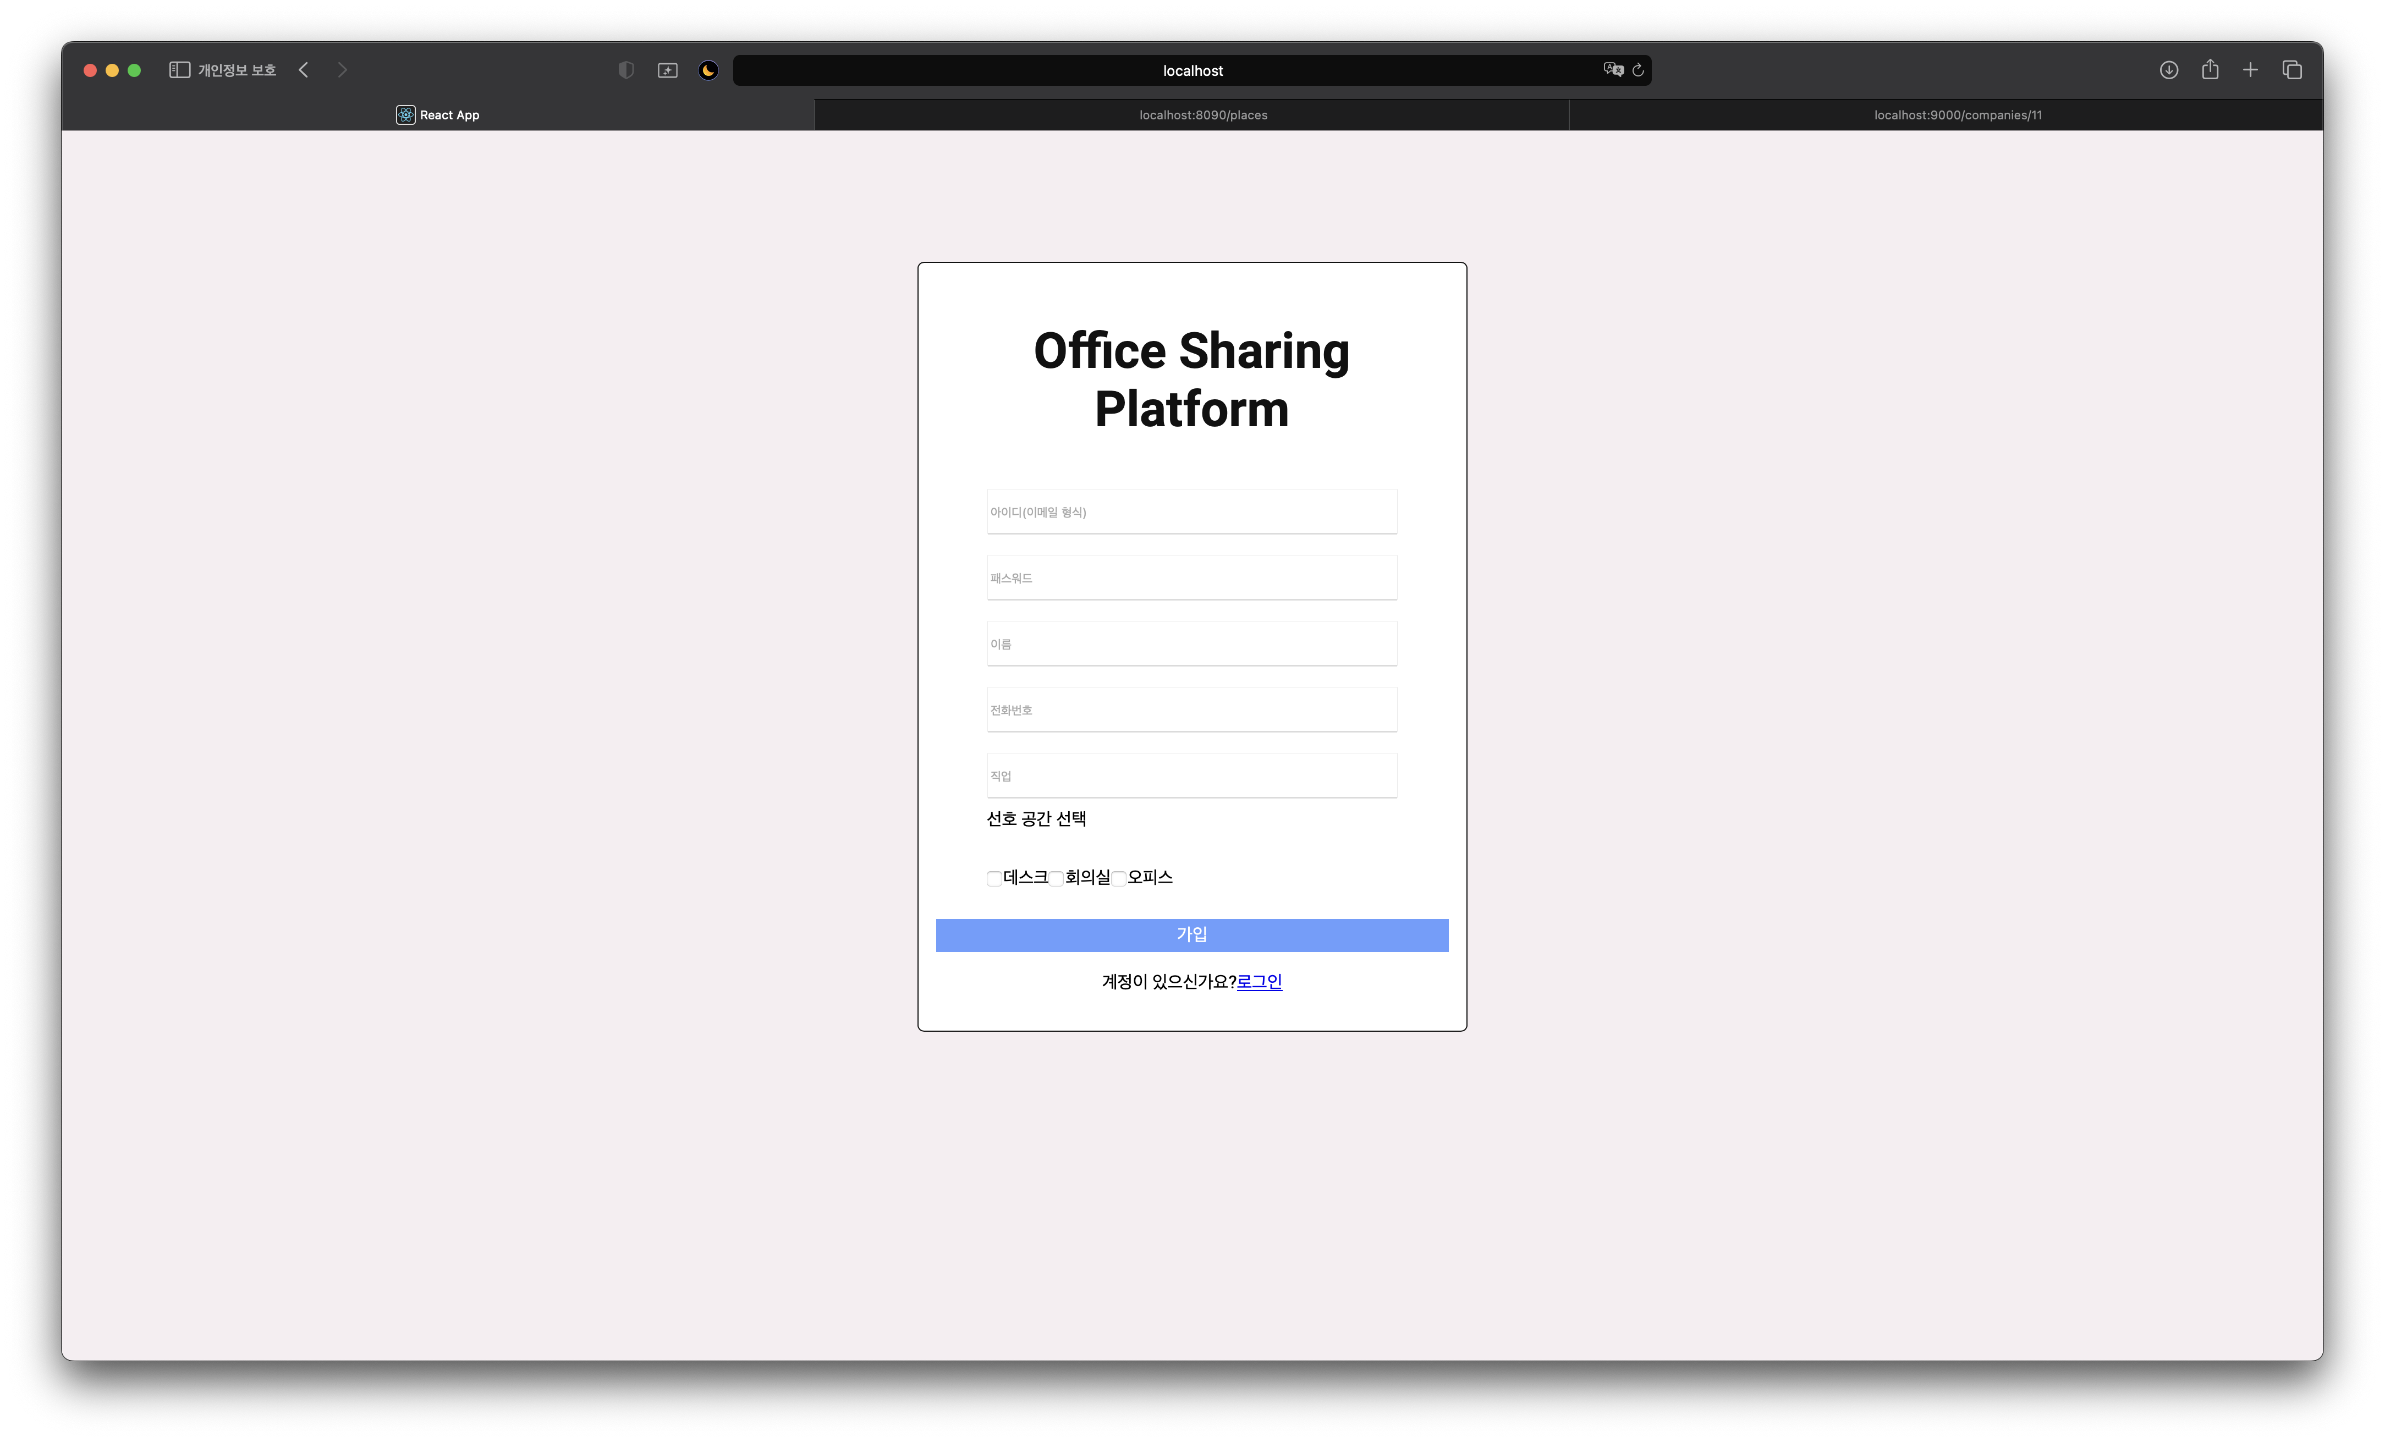 개인정보 보호
localhost
React App
localhost:8090/places
localhost:9000/companies/11
Office Sharing
Platform
아이디(이메일 형식)
패스워드
이름
전화번호
직업
선호 공간 선택
데스크 회의실 오피스
가입
계정이 있으신가요?로그인